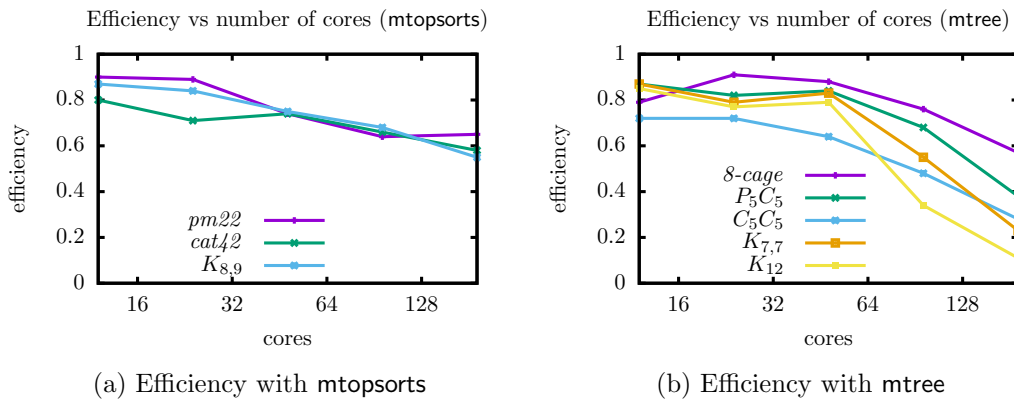 Efficiency vs number of cores (mtopsorts)
1
0.8
0.6
0.4
0.2
0
efficiency
pm22
cat42
K8,9
16 32 64 128
cores
(a) Efficiency with mtopsorts
Efficiency vs number of cores (mtree)
1
0.8
0.6
0.4
0.2
0
efficiency
8-cage
P5C5
C5C5
K7,7
K12
16 32 64 128
cores
(b) Efficiency with mtree